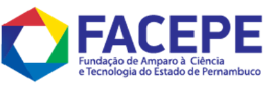 FACEPE
Fundação de Amparo à Ciência
e Tecnologia do Estado de Pernambuco